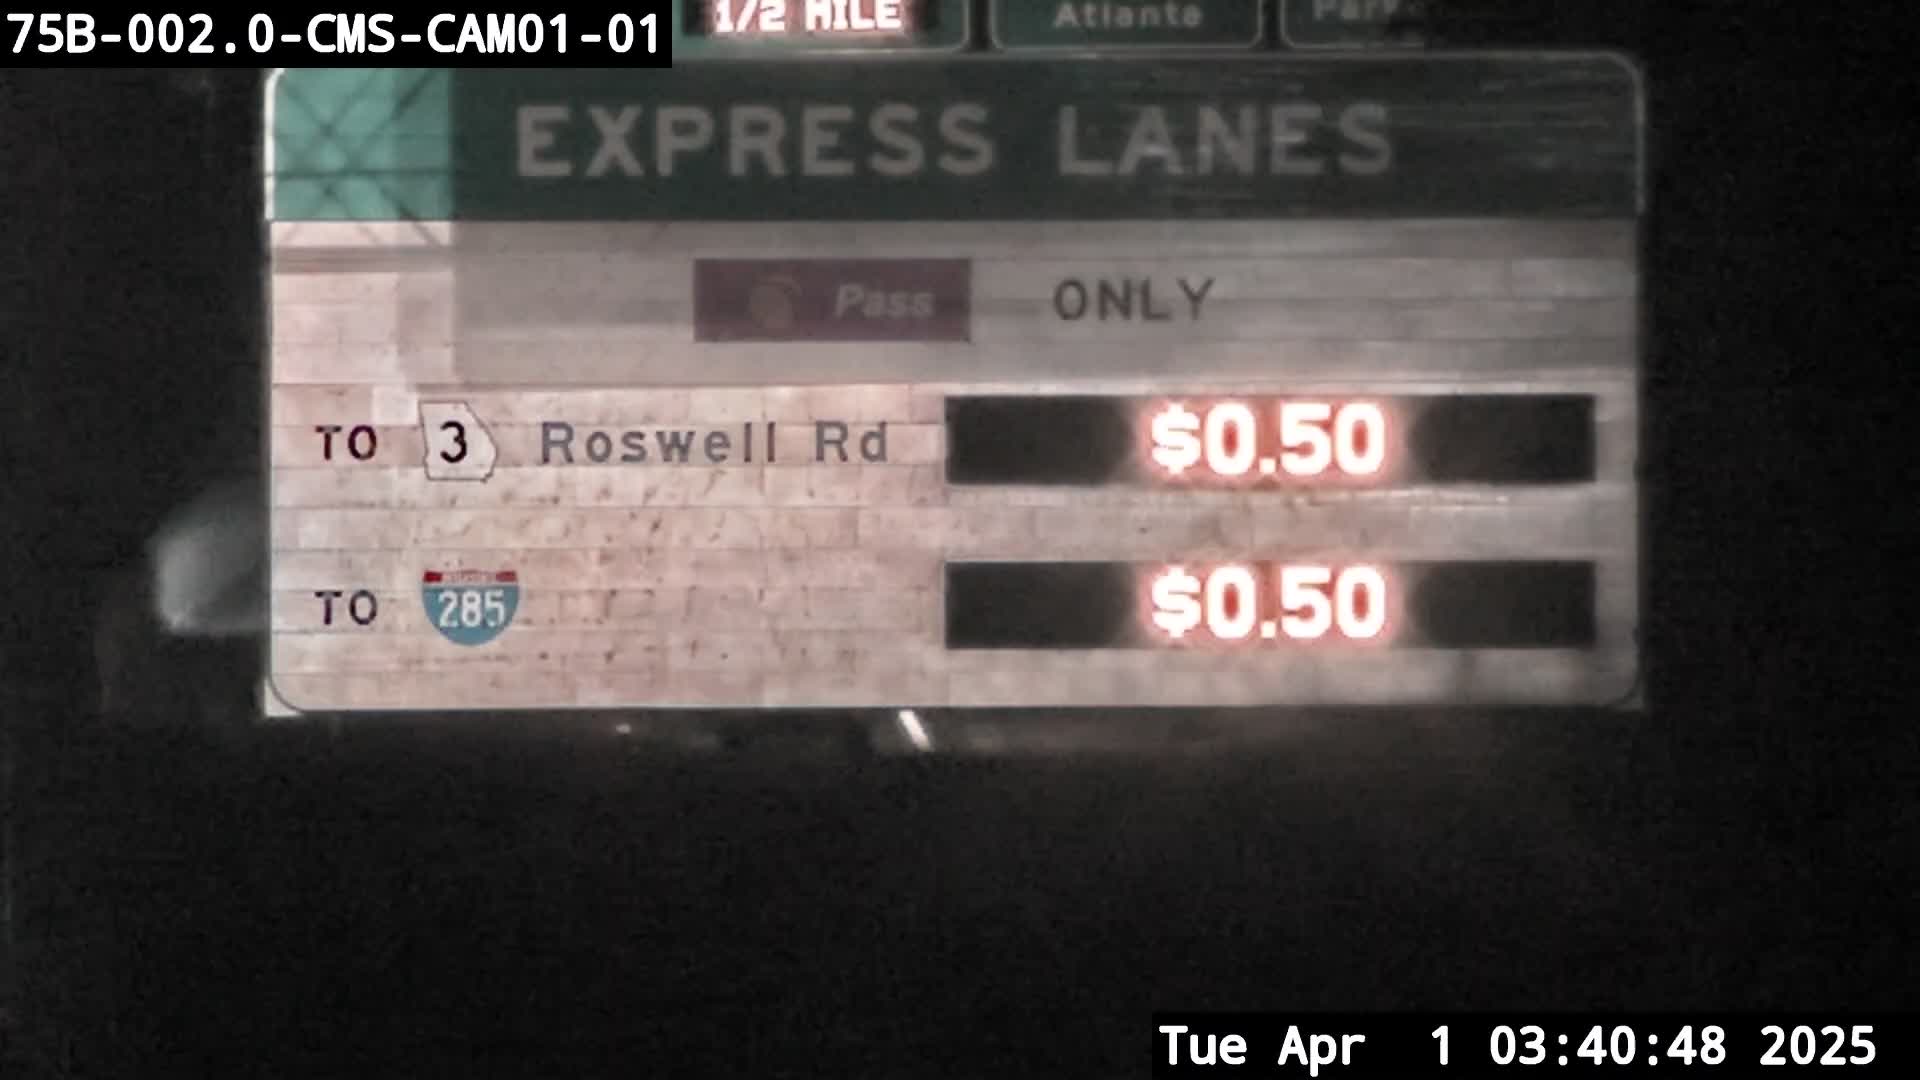 75B-002.0-CMS-CAM01-01
1/2 MILE
Atlanta
Park
EXPRESS LANES
Pass ONLY
TO 3 Roswell Rd $0.50
TO 285 $0.50
Tue Apr 1 03:40:48 2025